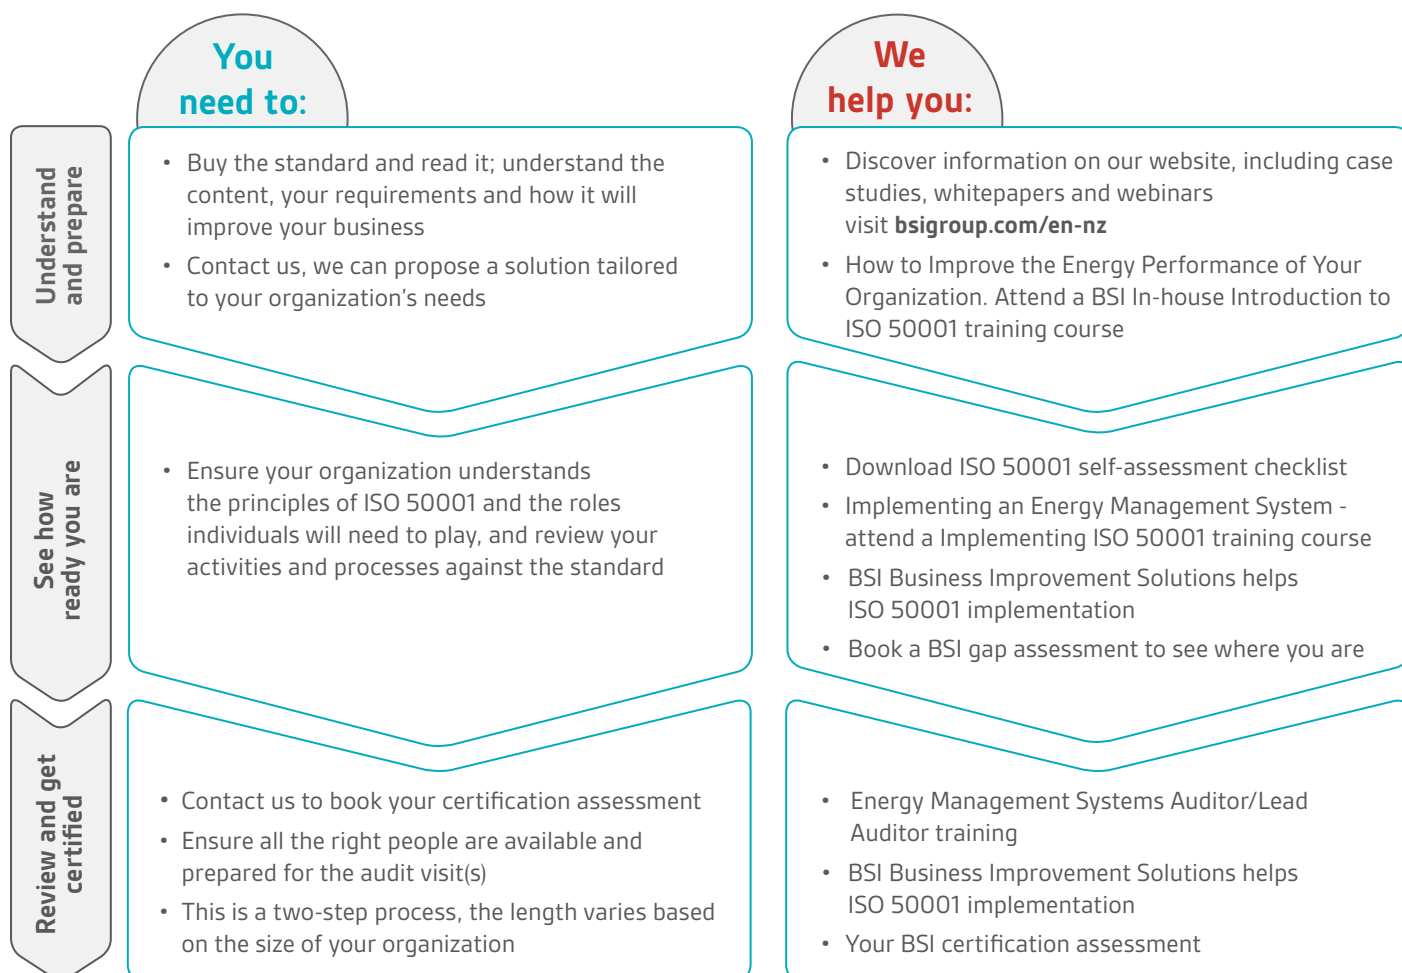 You
need to:
We
help you:
Understand
and prepare
• Buy the standard and read it; understand the
content, your requirements and how it will
improve your business
• Contact us, we can propose a solution tailored
to your organization’s needs
• Discover information on our website, including case
studies, whitepapers and webinars
visit bsigroup.com/en-nz
• How to Improve the Energy Performance of Your
Organization. Attend a BSI In-house Introduction to
ISO 50001 training course
See how
ready you are
• Ensure your organization understands
the principles of ISO 50001 and the roles
individuals will need to play, and review your
activities and processes against the standard
• Download ISO 50001 self-assessment checklist
• Implementing an Energy Management System -
attend a Implementing ISO 50001 training course
• BSI Business Improvement Solutions helps
ISO 50001 implementation
• Book a BSI gap assessment to see where you are
Review and get
certified
• Contact us to book your certification assessment
• Ensure all the right people are available and
prepared for the audit visit(s)
• This is a two-step process, the length varies based
on the size of your organization
• Energy Management Systems Auditor/Lead
Auditor training
• BSI Business Improvement Solutions helps
ISO 50001 implementation
• Your BSI certification assessment